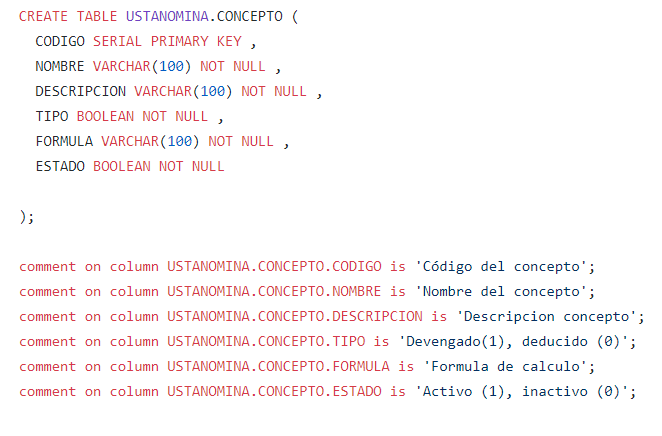 CREATE TABLE USTANOMINA.CONCEPTO (
CODIGO SERIAL PRIMARY KEY ,
NOMBRE VARCHAR(100) NOT NULL ,
DESCRIPCION VARCHAR(100) NOT NULL ,
TIPO BOOLEAN NOT NULL ,
FORMULA VARCHAR(100) NOT NULL ,
ESTADO BOOLEAN NOT NULL
);
comment on column USTANOMINA.CONCEPTO.CODIGO is 'Código del concepto';
comment on column USTANOMINA.CONCEPTO.NOMBRE is 'Nombre del concepto';
comment on column USTANOMINA.CONCEPTO.DESCRIPCION is 'Descripcion concepto';
comment on column USTANOMINA.CONCEPTO.TIPO is 'Devengado(1), deducido (0)';
comment on column USTANOMINA.CONCEPTO.FORMULA is 'Formula de calculo';
comment on column USTANOMINA.CONCEPTO.ESTADO is 'Activo (1), inactivo (0)';